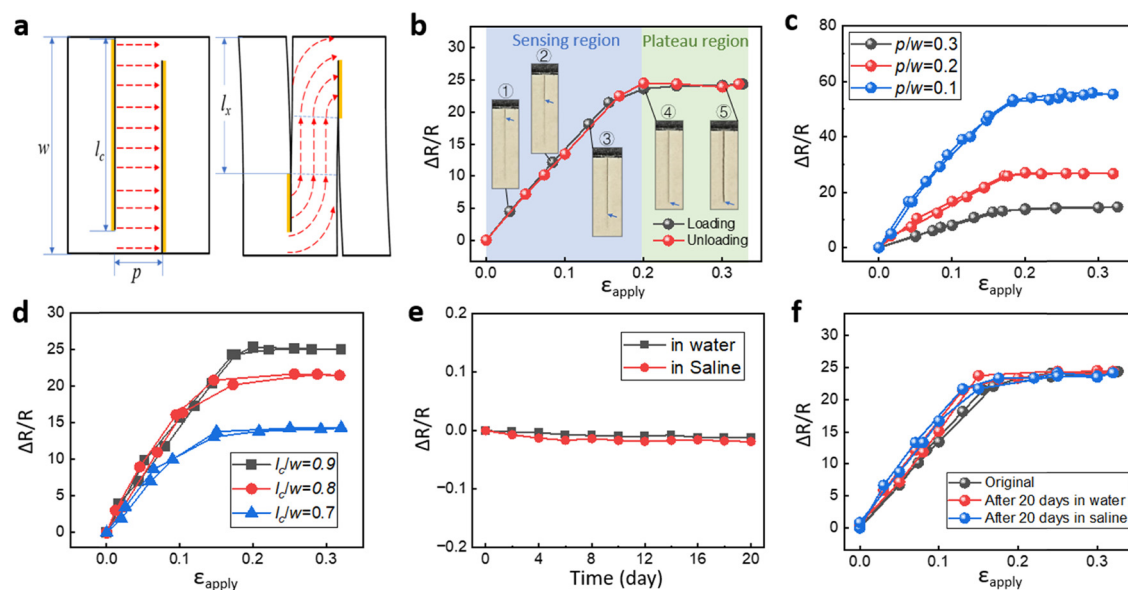 a
w
l_c
p
l_x
b
Sensing region
Plateau region
①
②
③
④
⑤
Loading
Unloading
ΔR/R
30
25
20
15
10
5
0
0.0 0.1 0.2 0.3
ε_apply
c
p/w=0.3
p/w=0.2
p/w=0.1
ΔR/R
80
60
40
20
0
0.0 0.1 0.2 0.3
ε_apply
d
ΔR/R
30
25
20
15
10
5
0
l_c/w=0.9
l_c/w=0.8
l_c/w=0.7
0.0 0.1 0.2 0.3
ε_apply
e
ΔR/R
0.2
0.1
0.0
−0.1
−0.2
in water
in Saline
0 4 8 12 16 20
Time (day)
f
ΔR/R
30
25
20
15
10
5
0
Original
After 20 days in water
After 20 days in saline
0.0 0.1 0.2 0.3
ε_apply